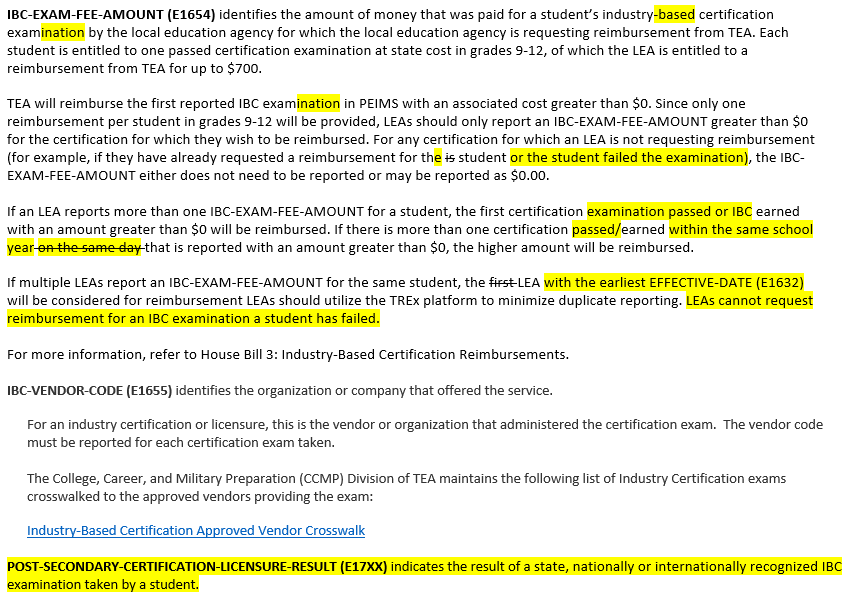 IBC-EXAM-FEE-AMOUNT (E1654) identifies the amount of money that was paid for a student’s industry-based certification
examination by the local education agency for which the local education agency is requesting reimbursement from TEA. Each
student is entitled to one passed certification examination at state cost in grades 9-12, of which the LEA is entitled to a
reimbursement from TEA for up to $700.
TEA will reimburse the first reported IBC examination in PEIMS with an associated cost greater than $0. Since only one
reimbursement per student in grades 9-12 will be provided, LEAs should only report an IBC-EXAM-FEE-AMOUNT greater than $0
for the certification for which they wish to be reimbursed. For any certification for which an LEA is not requesting reimbursement
(for example, if they have already requested a reimbursement for the is student or the student failed the examination), the IBC-
EXAM-FEE-AMOUNT either does not need to be reported or may be reported as $0.00.
If an LEA reports more than one IBC-EXAM-FEE-AMOUNT for a student, the first certification examination passed or IBC earned
with an amount greater than $0 will be reimbursed. If there is more than one certification passed/earned within the same school
year on the same day that is reported with an amount greater than $0, the higher amount will be reimbursed.
If multiple LEAs report an IBC-EXAM-FEE-AMOUNT for the same student, the first LEA with the earliest EFFECTIVE-DATE (E1632)
will be considered for reimbursement LEAs should utilize the TREx platform to minimize duplicate reporting. LEAs cannot request
reimbursement for an IBC examination a student has failed.
For more information, refer to House Bill 3: Industry-Based Certification Reimbursements.
IBC-VENDOR-CODE (E1655) identifies the organization or company that offered the service.
For an industry certification or licensure, this is the vendor or organization that administered the certification exam.  The vendor code
must be reported for each certification exam taken.
The College, Career, and Military Preparation (CCMP) Division of TEA maintains the following list of Industry Certification exams
crosswalked to the approved vendors providing the exam:
Industry-Based Certification Approved Vendor Crosswalk
POST-SECONDARY-CERTIFICATION-LICENSURE-RESULT (E17XX) indicates the result of a state, nationally or internationally recognized IBC
examination taken by a student.